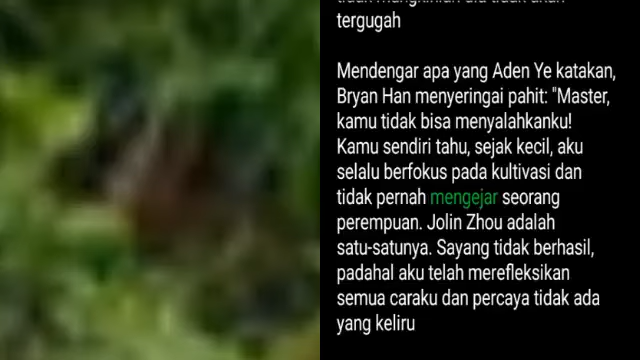 tergugah
Mendengar apa yang Aden Ye katakan,
Bryan Han menyeringai pahit: "Master,
kamu tidak bisa menyalahkanku!
Kamu sendiri tahu, sejak kecil, aku
selalu berfokus pada kultivasi dan
tidak pernah mengejar seorang
perempuan. Jolin Zhou adalah
satu-satunya. Sayang tidak berhasil,
padahal aku telah merefleksikan
semua caraku dan percaya tidak ada
yang keliru